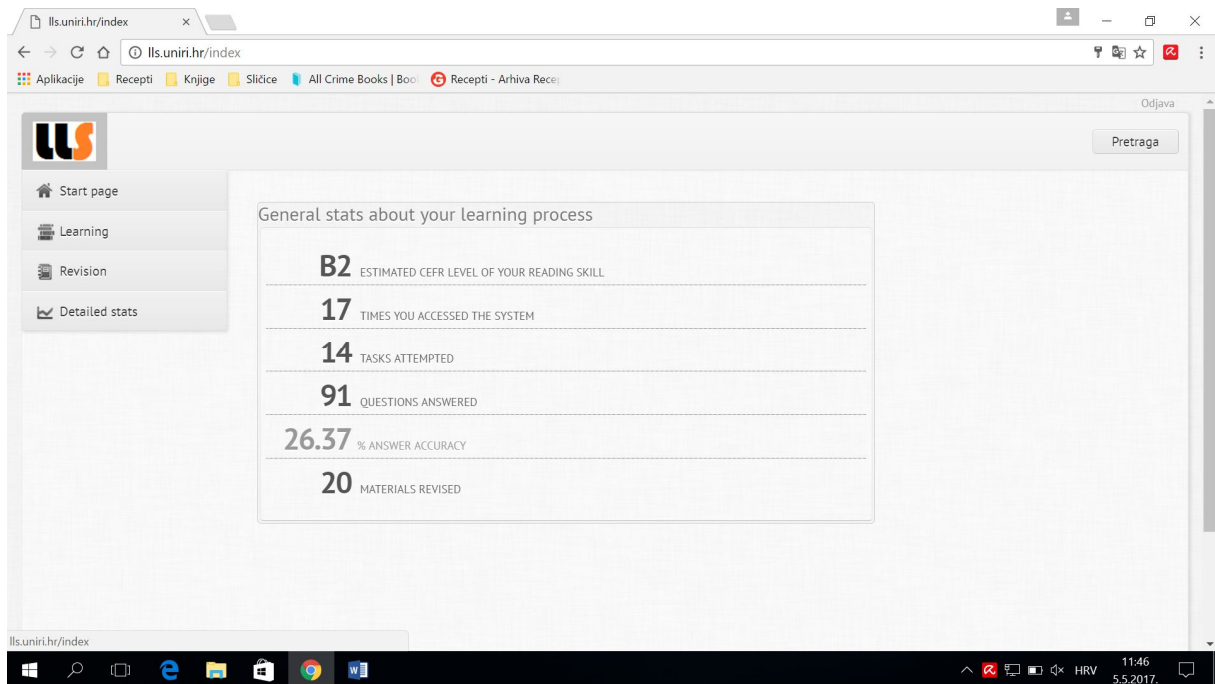 lls.uniri.hr/index
lls.uniri.hr/index
Aplikacije Recepti Knjige Sličice All Crime Books | Boo Recepti - Arhiva Recep
Odjava
LLS
Pretraga
Start page
Learning
Revision
Detailed stats
General stats about your learning process
B2 ESTIMATED CEFR LEVEL OF YOUR READING SKILL
17 TIMES YOU ACCESSED THE SYSTEM
14 TASKS ATTEMPTED
91 QUESTIONS ANSWERED
26.37 % ANSWER ACCURACY
20 MATERIALS REVISED
lls.uniri.hr/index
HRV
11:46
5.5.2017.